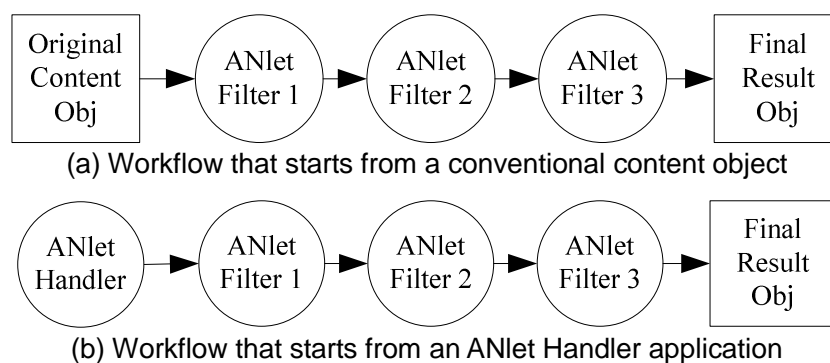 Original
Content
Obj
ANlet
Filter 1
ANlet
Filter 2
ANlet
Filter 3
Final
Result
Obj
(a) Workflow that starts from a conventional content object
ANlet
Handler
ANlet
Filter 1
ANlet
Filter 2
ANlet
Filter 3
Final
Result
Obj
(b) Workflow that starts from an ANlet Handler application